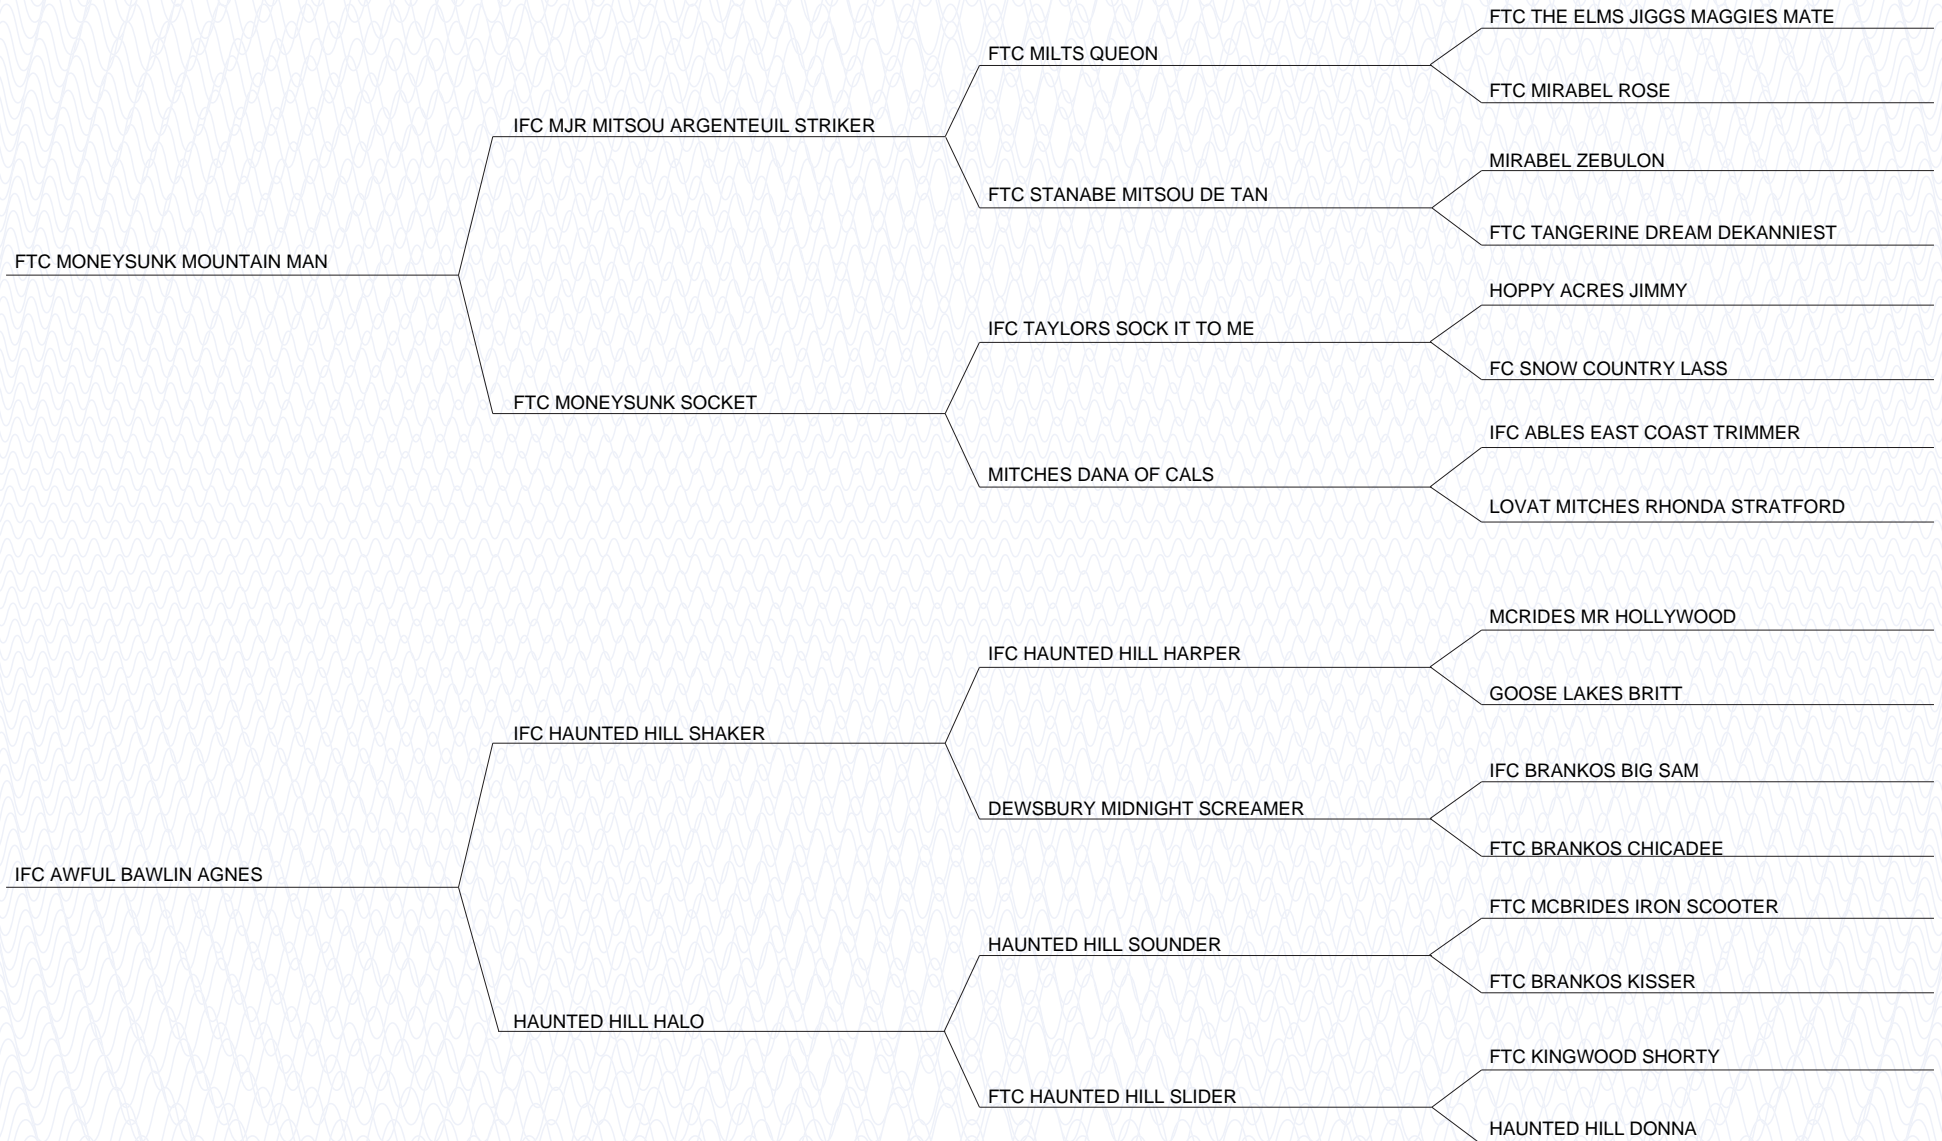 FTC THE ELMS JIGGS MAGGIES MATE
FTC MILTS QUEON
FTC MIRABEL ROSE
IFC MJR MITSOU ARGENTEUIL STRIKER
MIRABEL ZEBULON
FTC STANABE MITSOU DE TAN
FTC TANGERINE DREAM DEKANNIEST
FTC MONEYSUNK MOUNTAIN MAN
HOPPY ACRES JIMMY
IFC TAYLORS SOCK IT TO ME
FC SNOW COUNTRY LASS
FTC MONEYSUNK SOCKET
IFC ABLES EAST COAST TRIMMER
MITCHES DANA OF CALS
LOVAT MITCHES RHONDA STRATFORD
MCRIDES MR HOLLYWOOD
IFC HAUNTED HILL HARPER
GOOSE LAKES BRITT
IFC HAUNTED HILL SHAKER
IFC BRANKOS BIG SAM
DEWSBURY MIDNIGHT SCREAMER
FTC BRANKOS CHICADEE
IFC AWFUL BAWLIN AGNES
FTC MCBRIDES IRON SCOOTER
HAUNTED HILL SOUNDER
FTC BRANKOS KISSER
HAUNTED HILL HALO
FTC KINGWOOD SHORTY
FTC HAUNTED HILL SLIDER
HAUNTED HILL DONNA